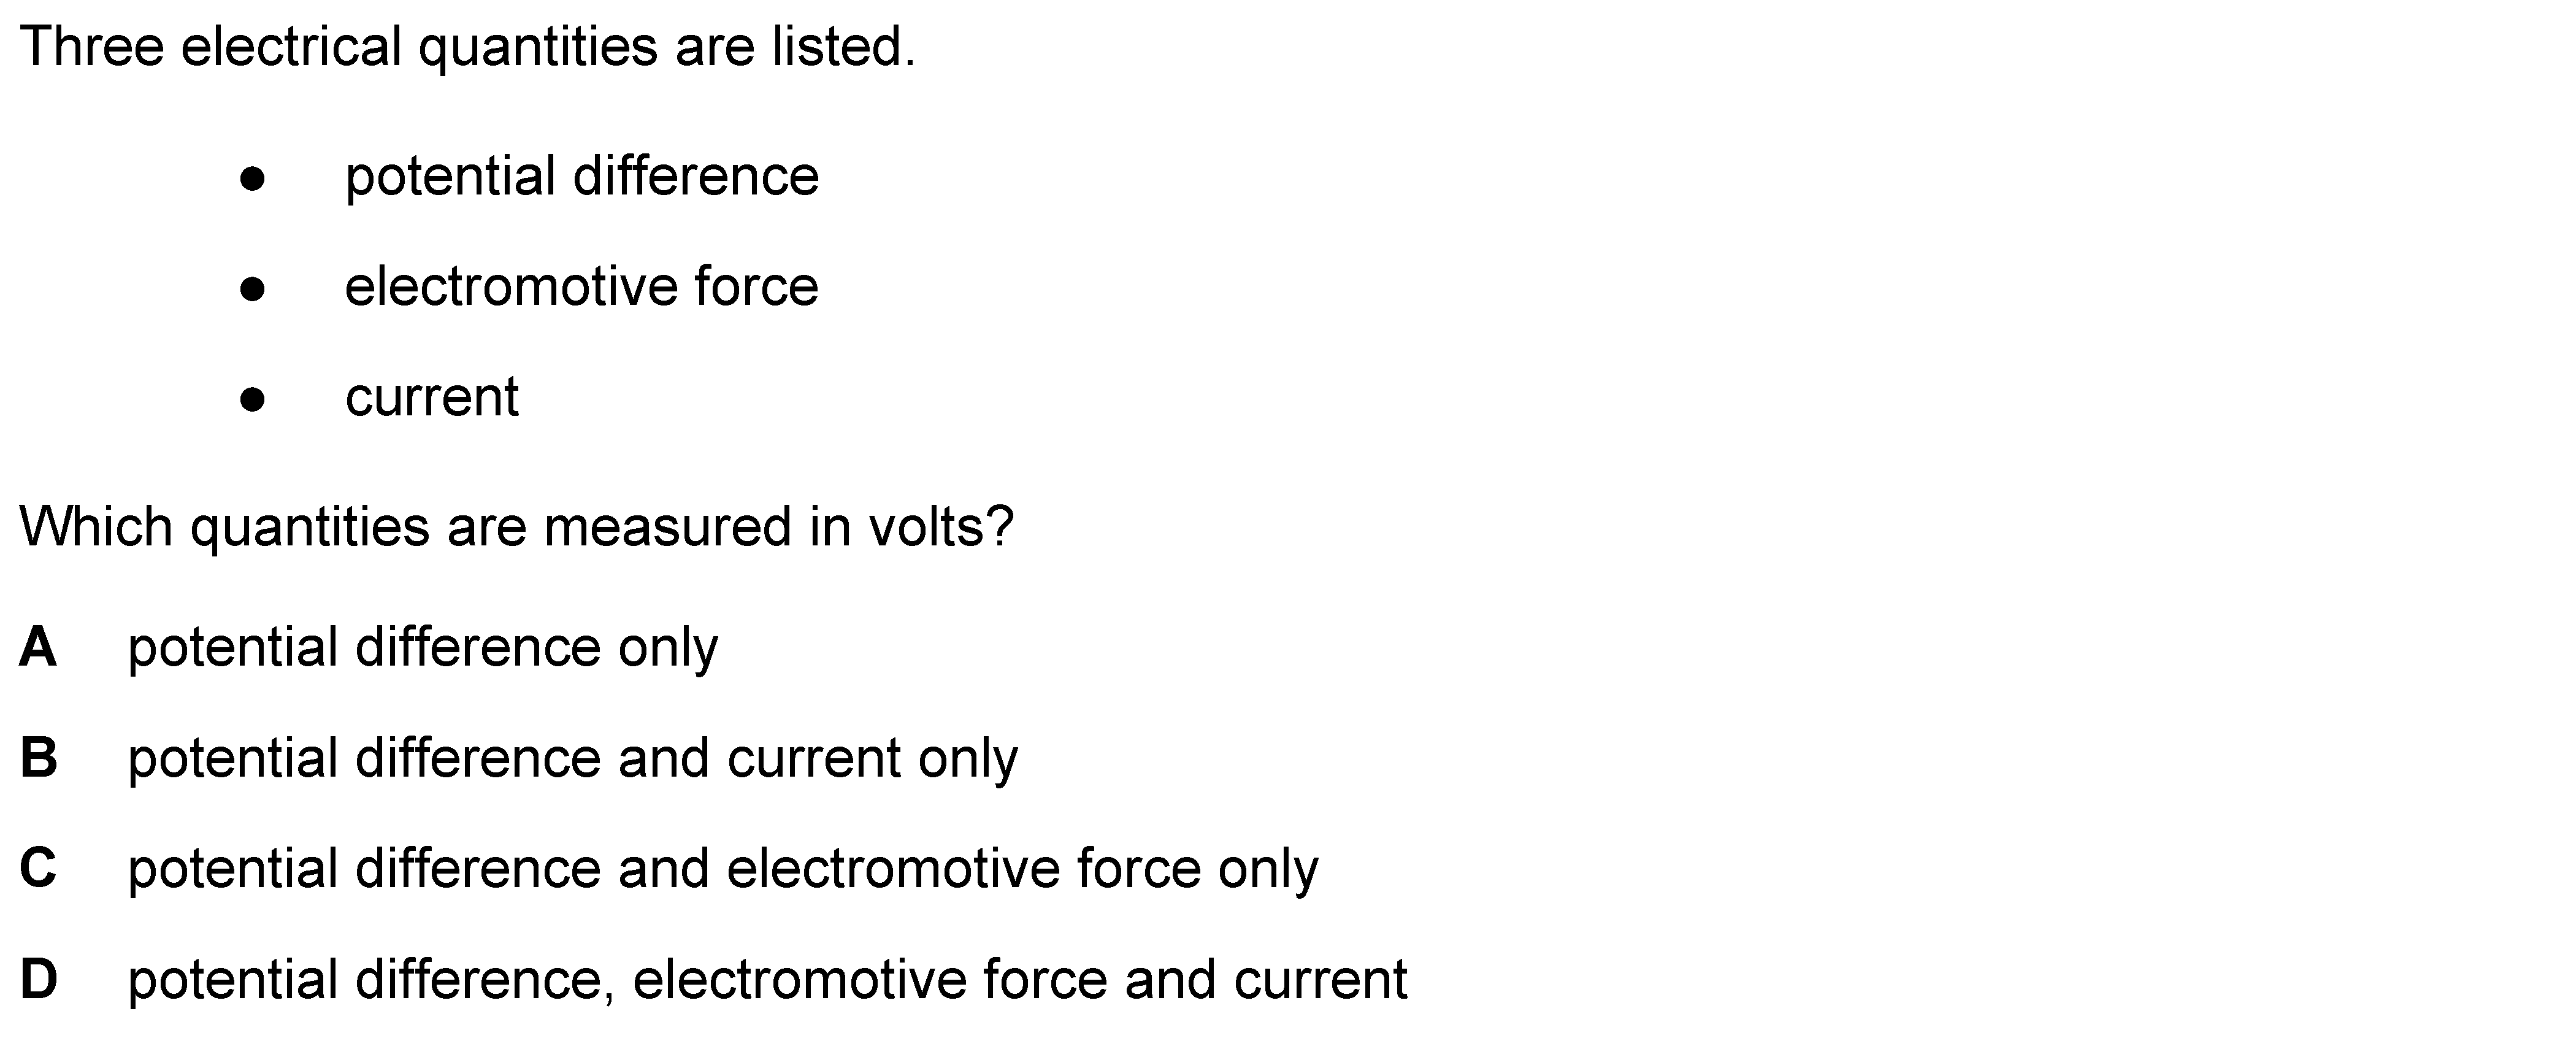 Three electrical quantities are listed.
● potential difference
● electromotive force
● current
Which quantities are measured in volts?
A potential difference only
B potential difference and current only
C potential difference and electromotive force only
D potential difference, electromotive force and current